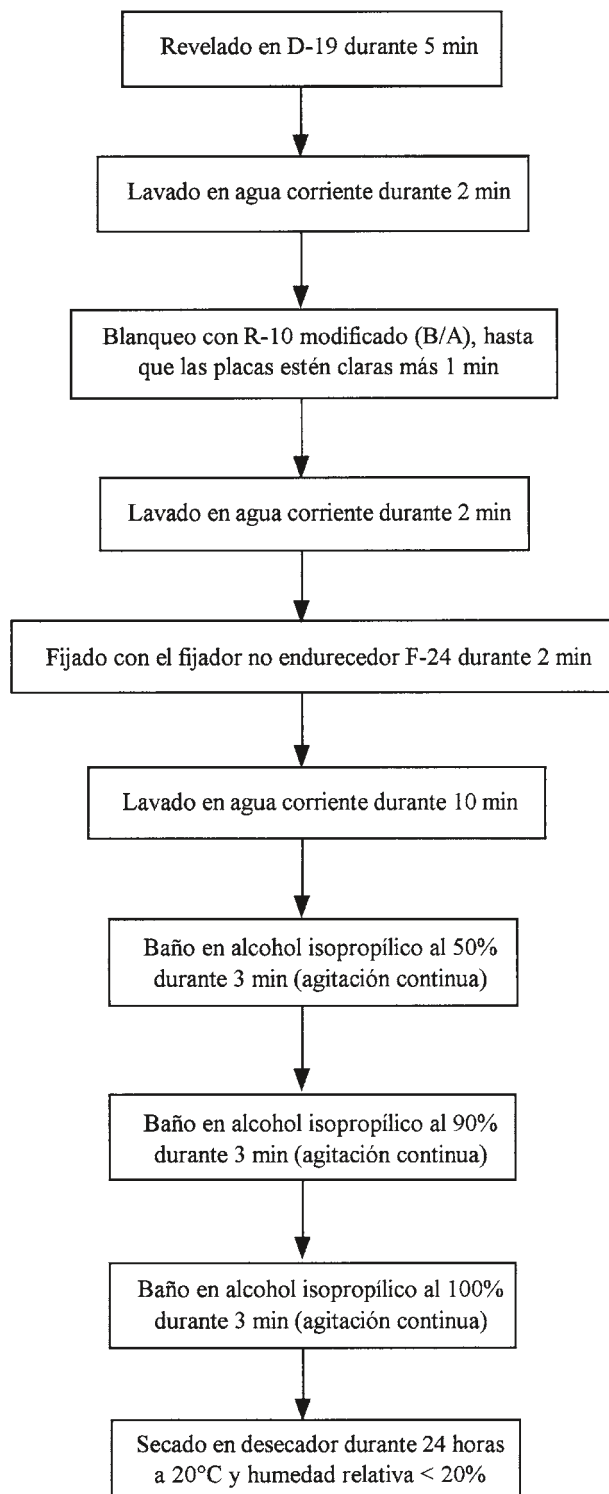 Revelado en D-19 durante 5 min
Lavado en agua corriente durante 2 min
Blanqueo con R-10 modificado (B/A), hasta
que las placas estén claras más 1 min
Lavado en agua corriente durante 2 min
Fijado con el fijador no endurecedor F-24 durante 2 min
Lavado en agua corriente durante 10 min
Baño en alcohol isopropílico al 50%
durante 3 min (agitación continua)
Baño en alcohol isopropílico al 90%
durante 3 min (agitación continua)
Baño en alcohol isopropílico al 100%
durante 3 min (agitación continua)
Secado en desecador durante 24 horas
a 20°C y humedad relativa < 20%